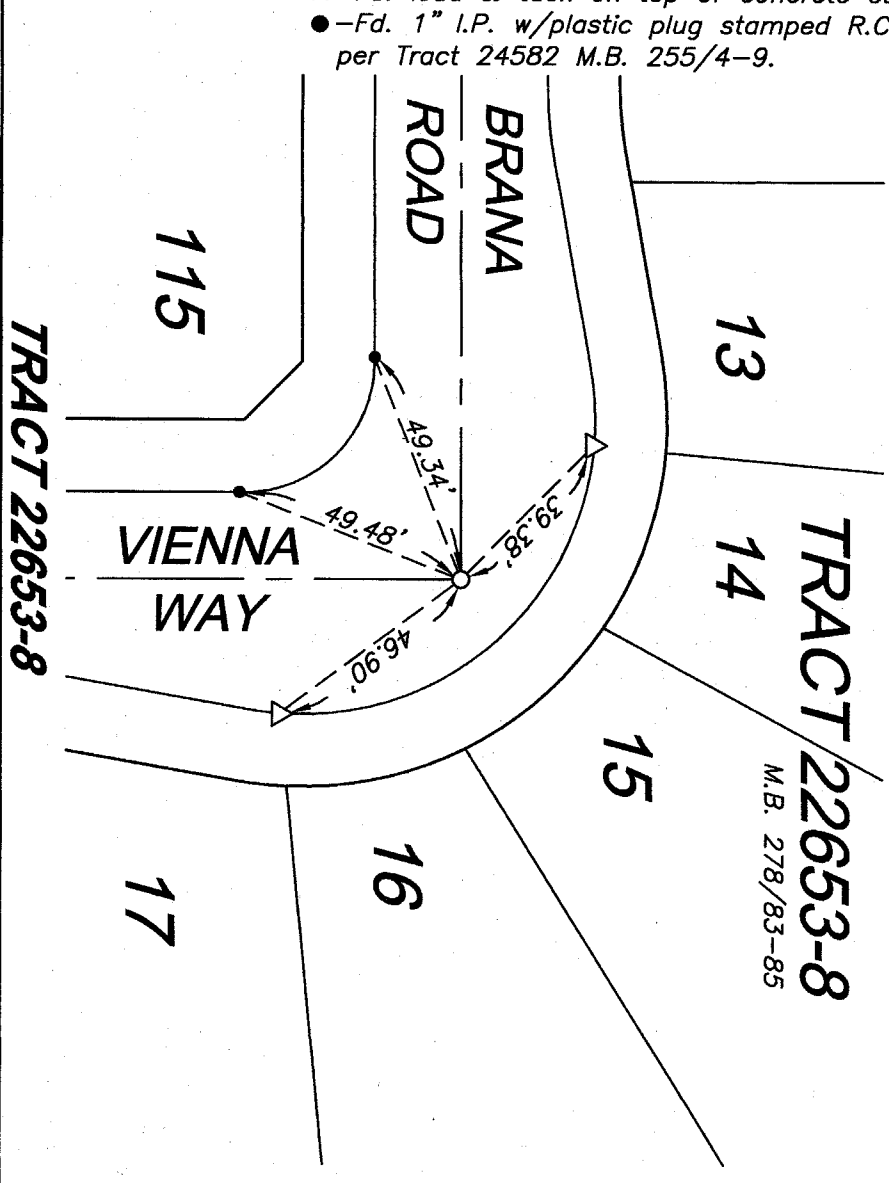 ●-Fd. 1" I.P. w/plastic plug stamped R.C
per Tract 24582 M.B. 255/4-9.
BRANA
ROAD
115
13
14
TRACT 22653-8
M.B. 278/83-85
49.34'
39.38'
49.48'
46.90'
VIENNA
WAY
15
16
17
TRACT 22653-8